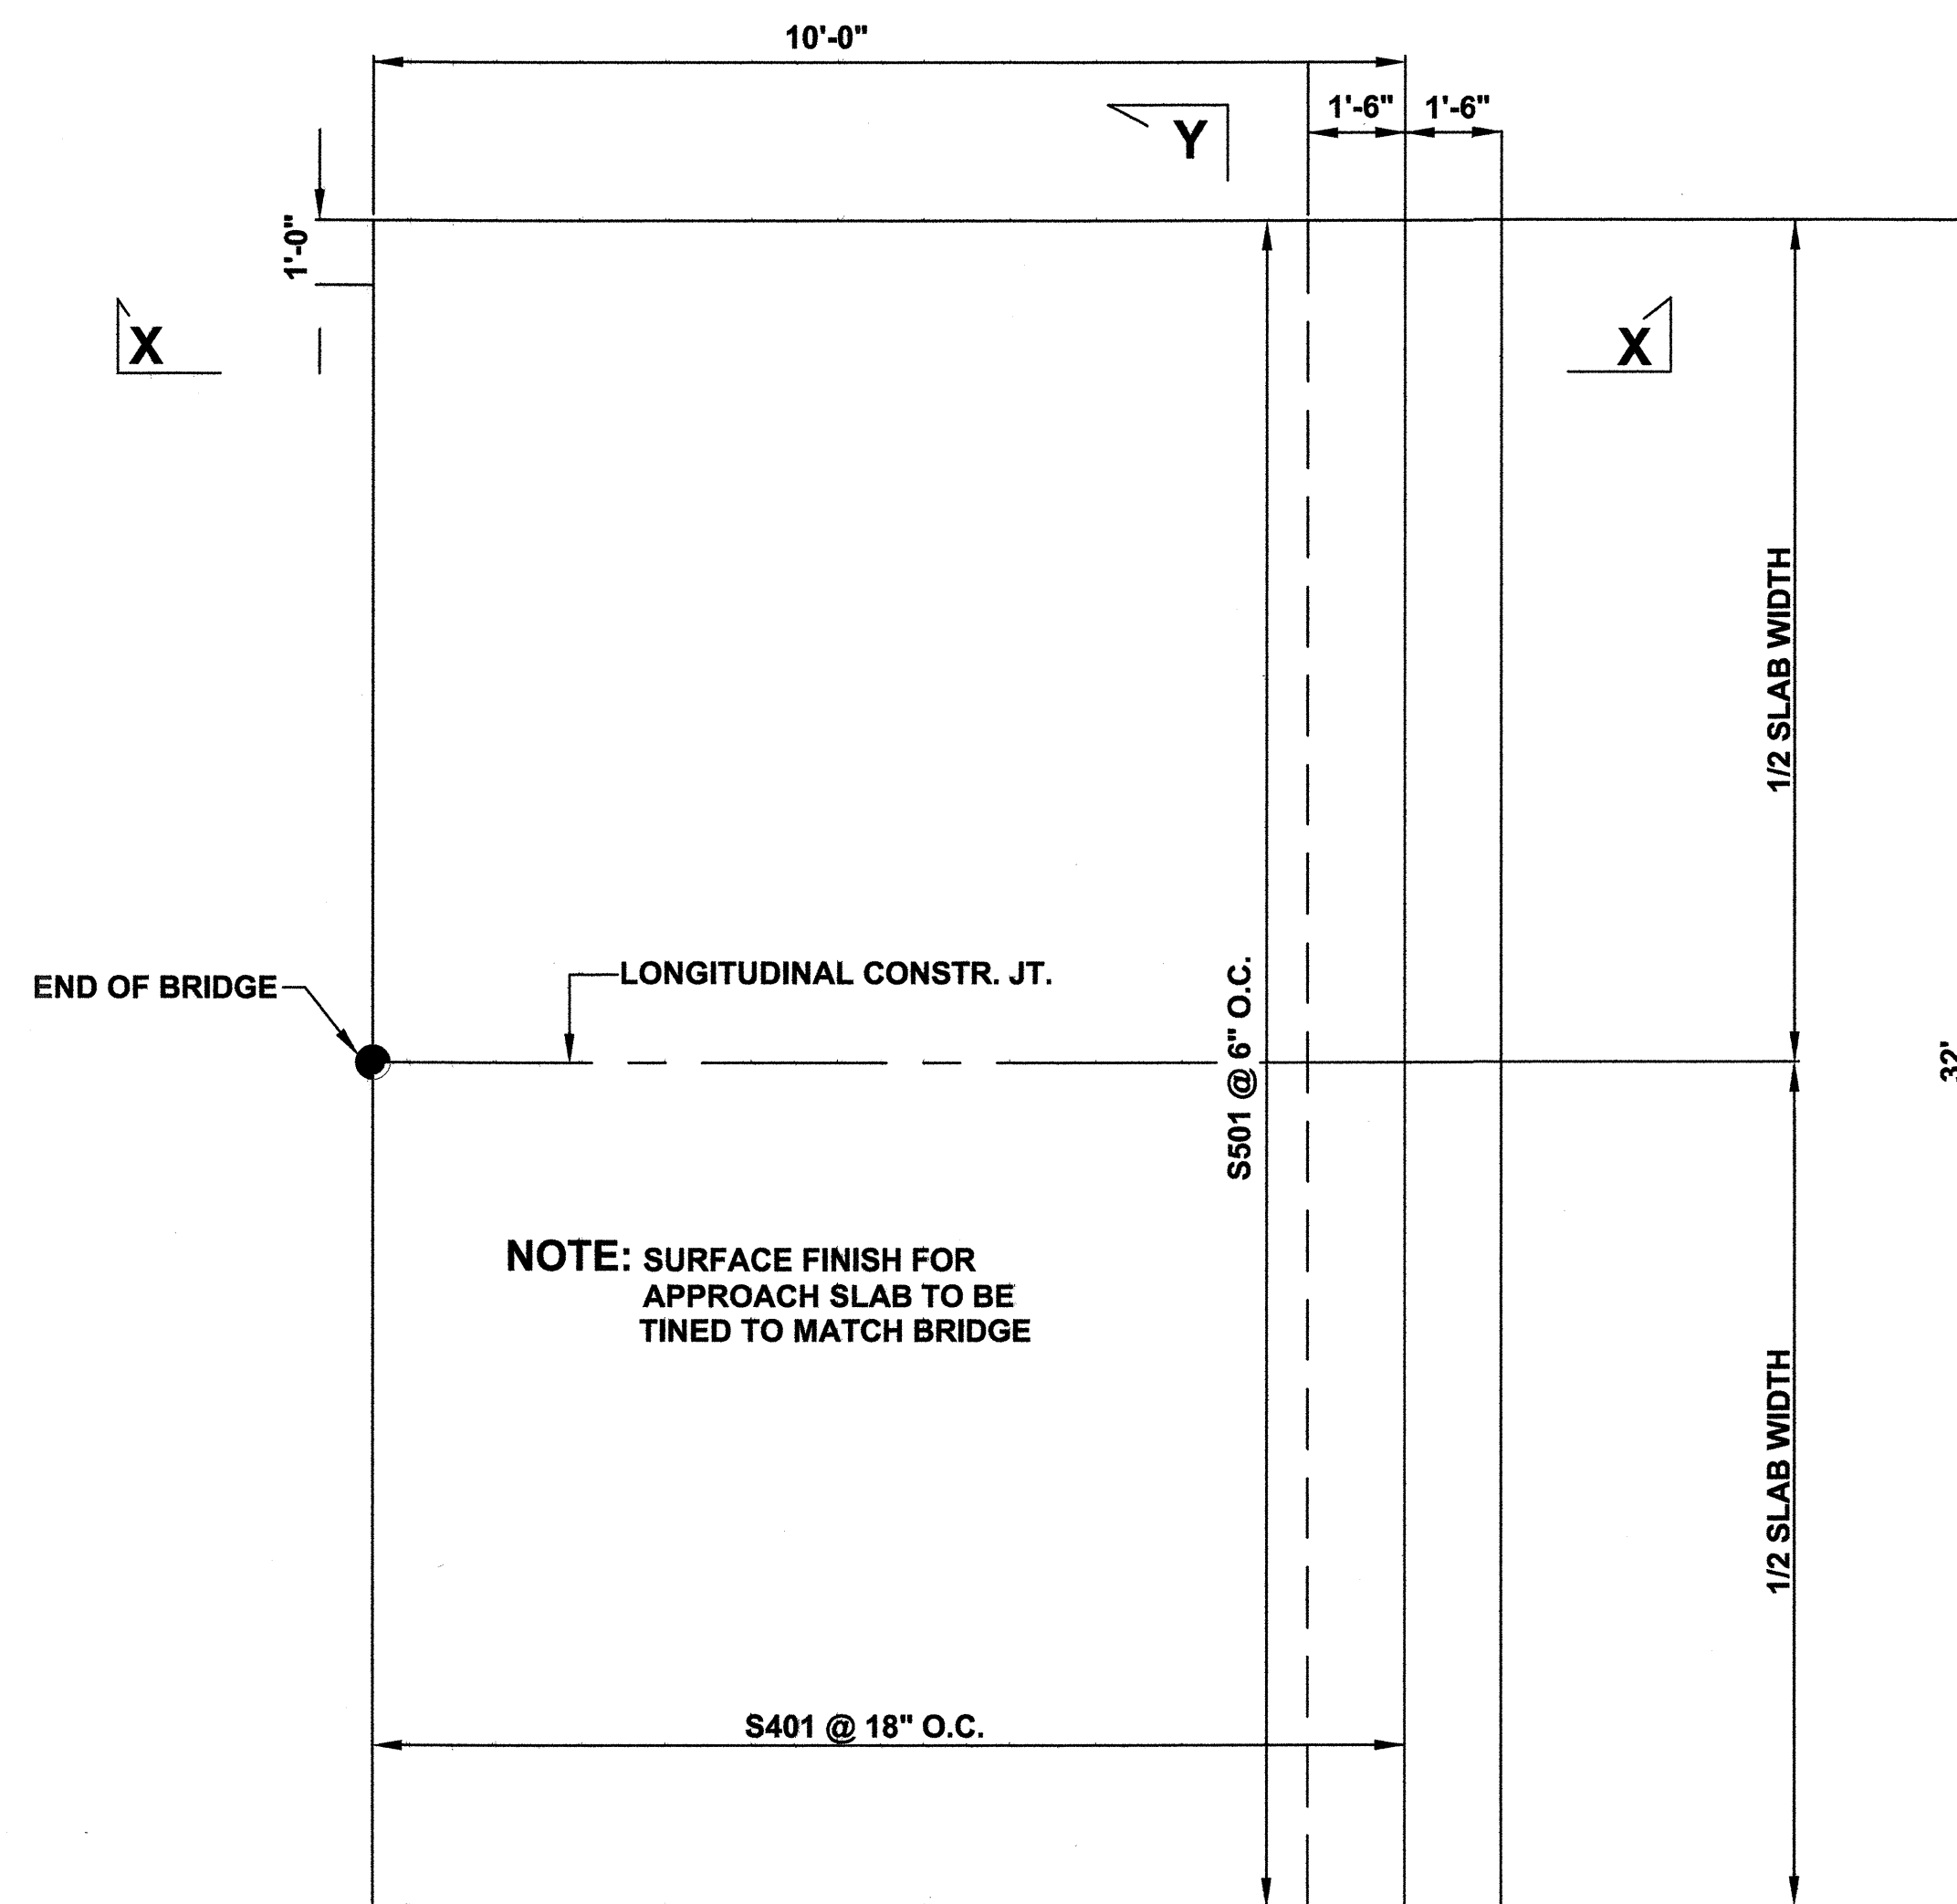 10'-0"
1'-6" 1'-6"
Y
1'-0"
X
X
1/2 SLAB WIDTH
END OF BRIDGE
LONGITUDINAL CONSTR. JT.
S501 @ 6" O.C.
32'
NOTE: SURFACE FINISH FOR
APPROACH SLAB TO BE
TINED TO MATCH BRIDGE
1/2 SLAB WIDTH
S401 @ 18" O.C.